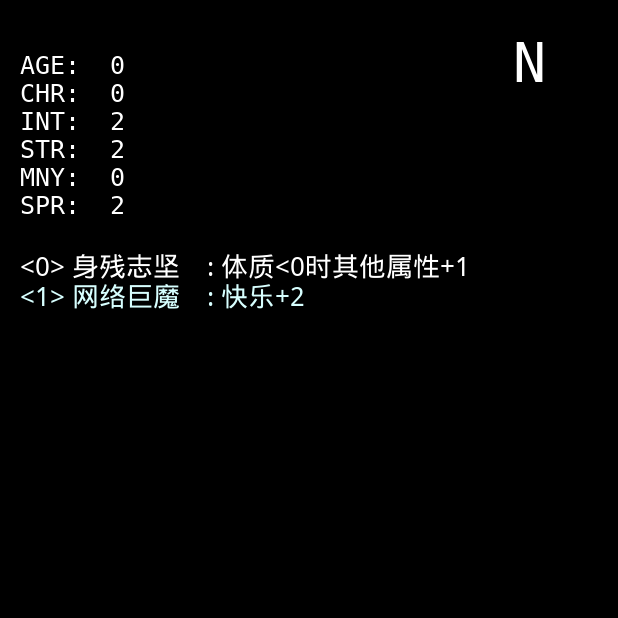 N
AGE: 0
CHR: 0
INT: 2
STR: 2
MNY: 0
SPR: 2
<0> 身残志坚 : 体质<0时其他属性+1
<1> 网络巨魔 : 快乐+2